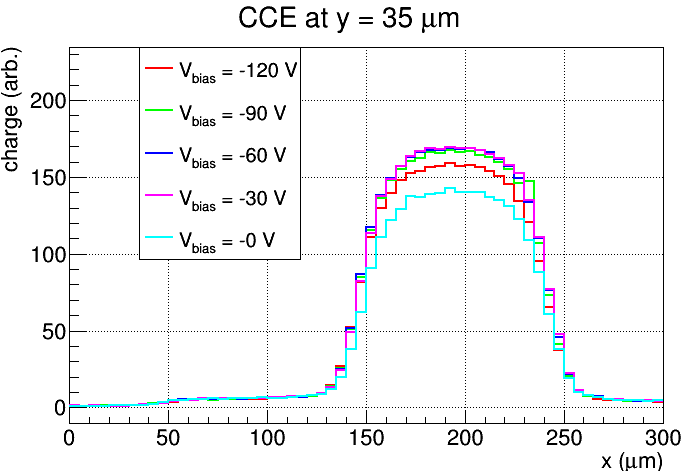 CCE at y = 35 μm
charge (arb.)
200
150
100
50
0
V_bias = -120 V
V_bias = -90 V
V_bias = -60 V
V_bias = -30 V
V_bias = -0 V
0 50 100 150 200 250 300
x (μm)